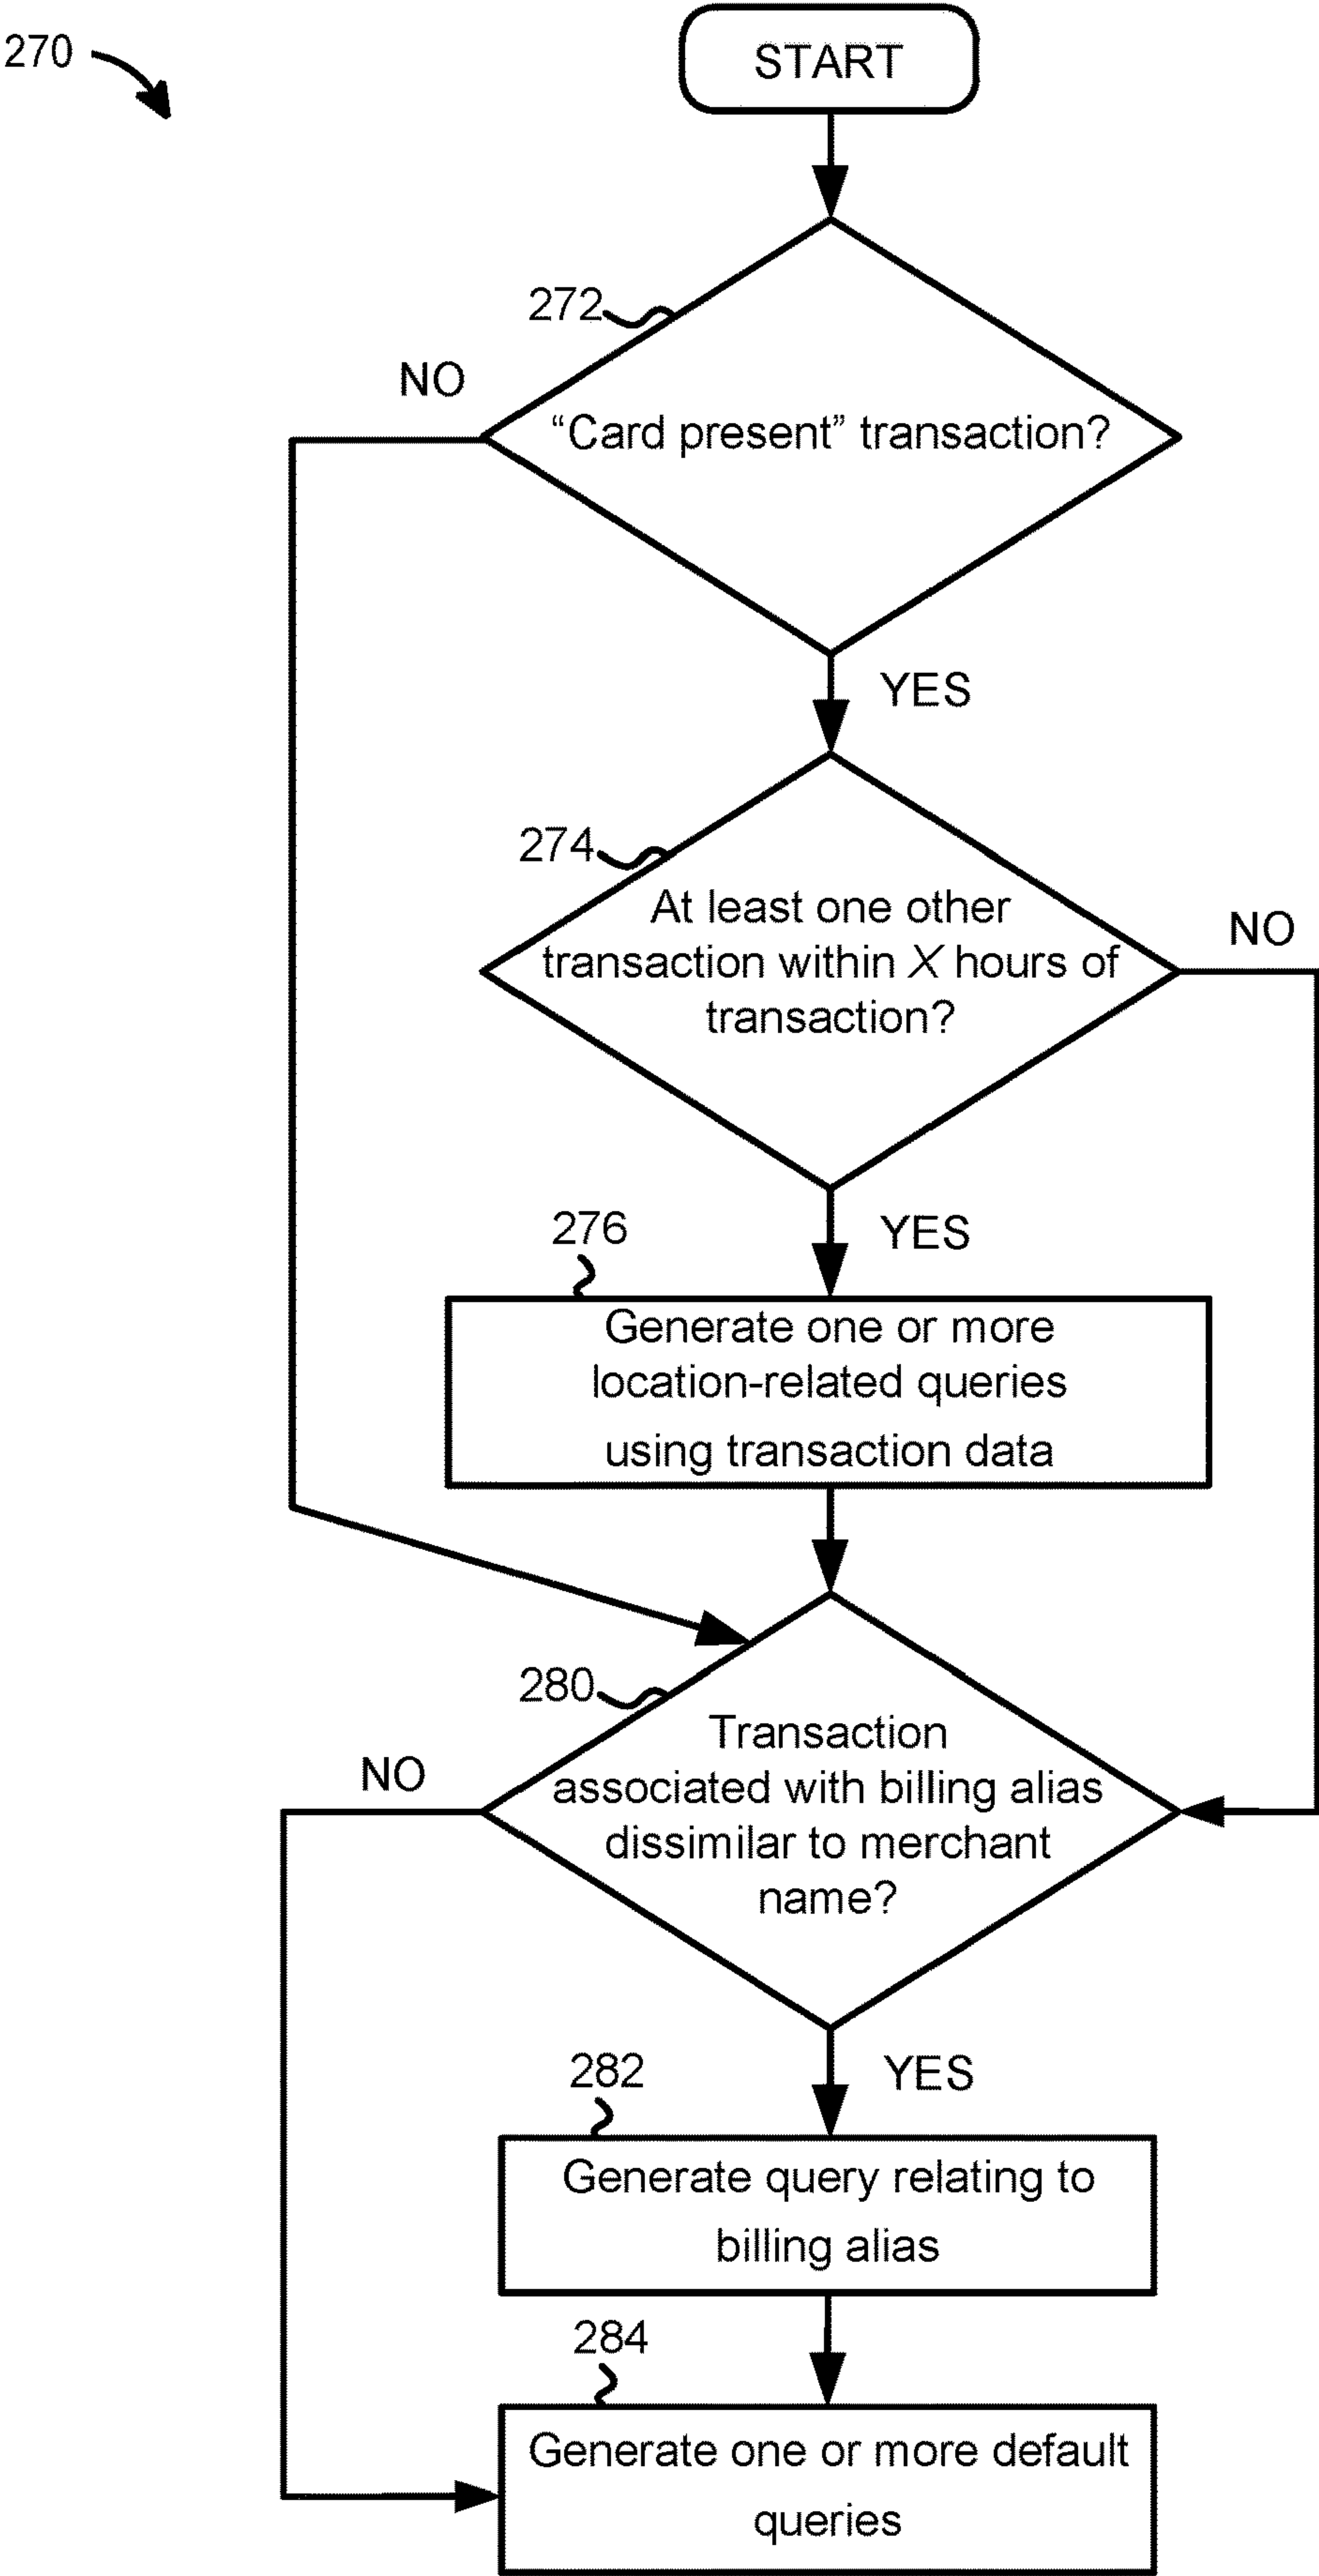 270
START
272
NO
“Card present” transaction?
YES
274
At least one other
transaction within X hours of
transaction?
NO
YES
276
Generate one or more
location-related queries
using transaction data
280
NO
Transaction
associated with billing alias
dissimilar to merchant
name?
YES
282
Generate query relating to
billing alias
284
Generate one or more default
queries